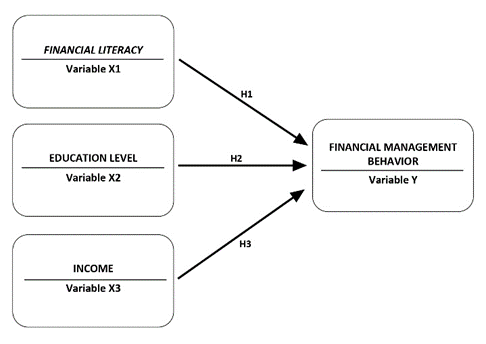 FINANCIAL LITERACY
Variable X1
H1
EDUCATION LEVEL
Variable X2
H2
FINANCIAL MANAGEMENT
BEHAVIOR
Variable Y
INCOME
Variable X3
H3